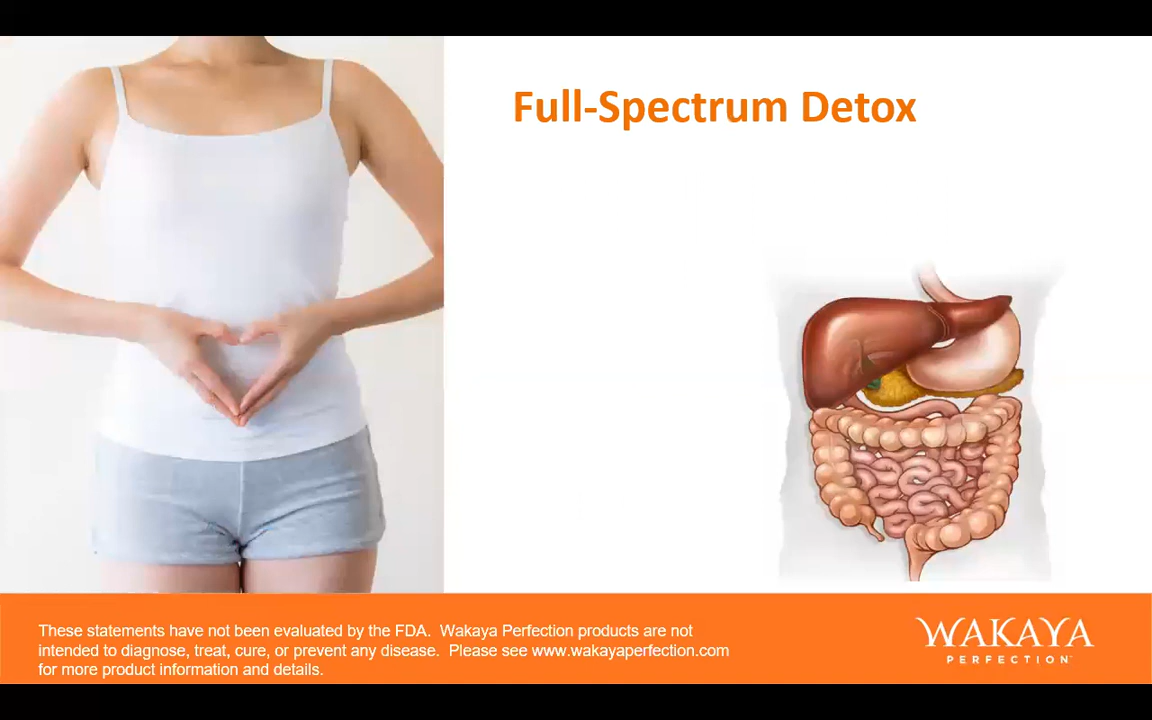 Full-Spectrum Detox
These statements have not been evaluated by the FDA.  Wakaya Perfection products are not
intended to diagnose, treat, cure, or prevent any disease.  Please see www.wakayaperfection.com
for more product information and details.
WAKAYA
PERFECTION™